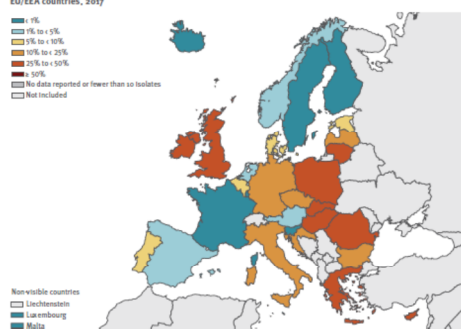 EU/EEA countries, 2017
< 1%
1% to < 5%
5% to < 10%
10% to < 25%
25% to < 50%
≥ 50%
No data reported or fewer than 10 isolates
Not included
Non-visible countries
Liechtenstein
Luxembourg
Malta